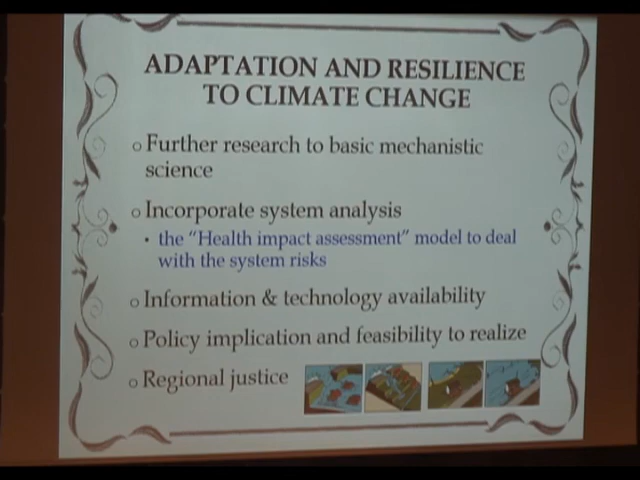 ADAPTATION AND RESILIENCE
TO CLIMATE CHANGE
Further research to basic mechanistic
science
Incorporate system analysis
• the “Health impact assessment” model to deal
with the system risks
Information & technology availability
Policy implication and feasibility to realize
Regional justice